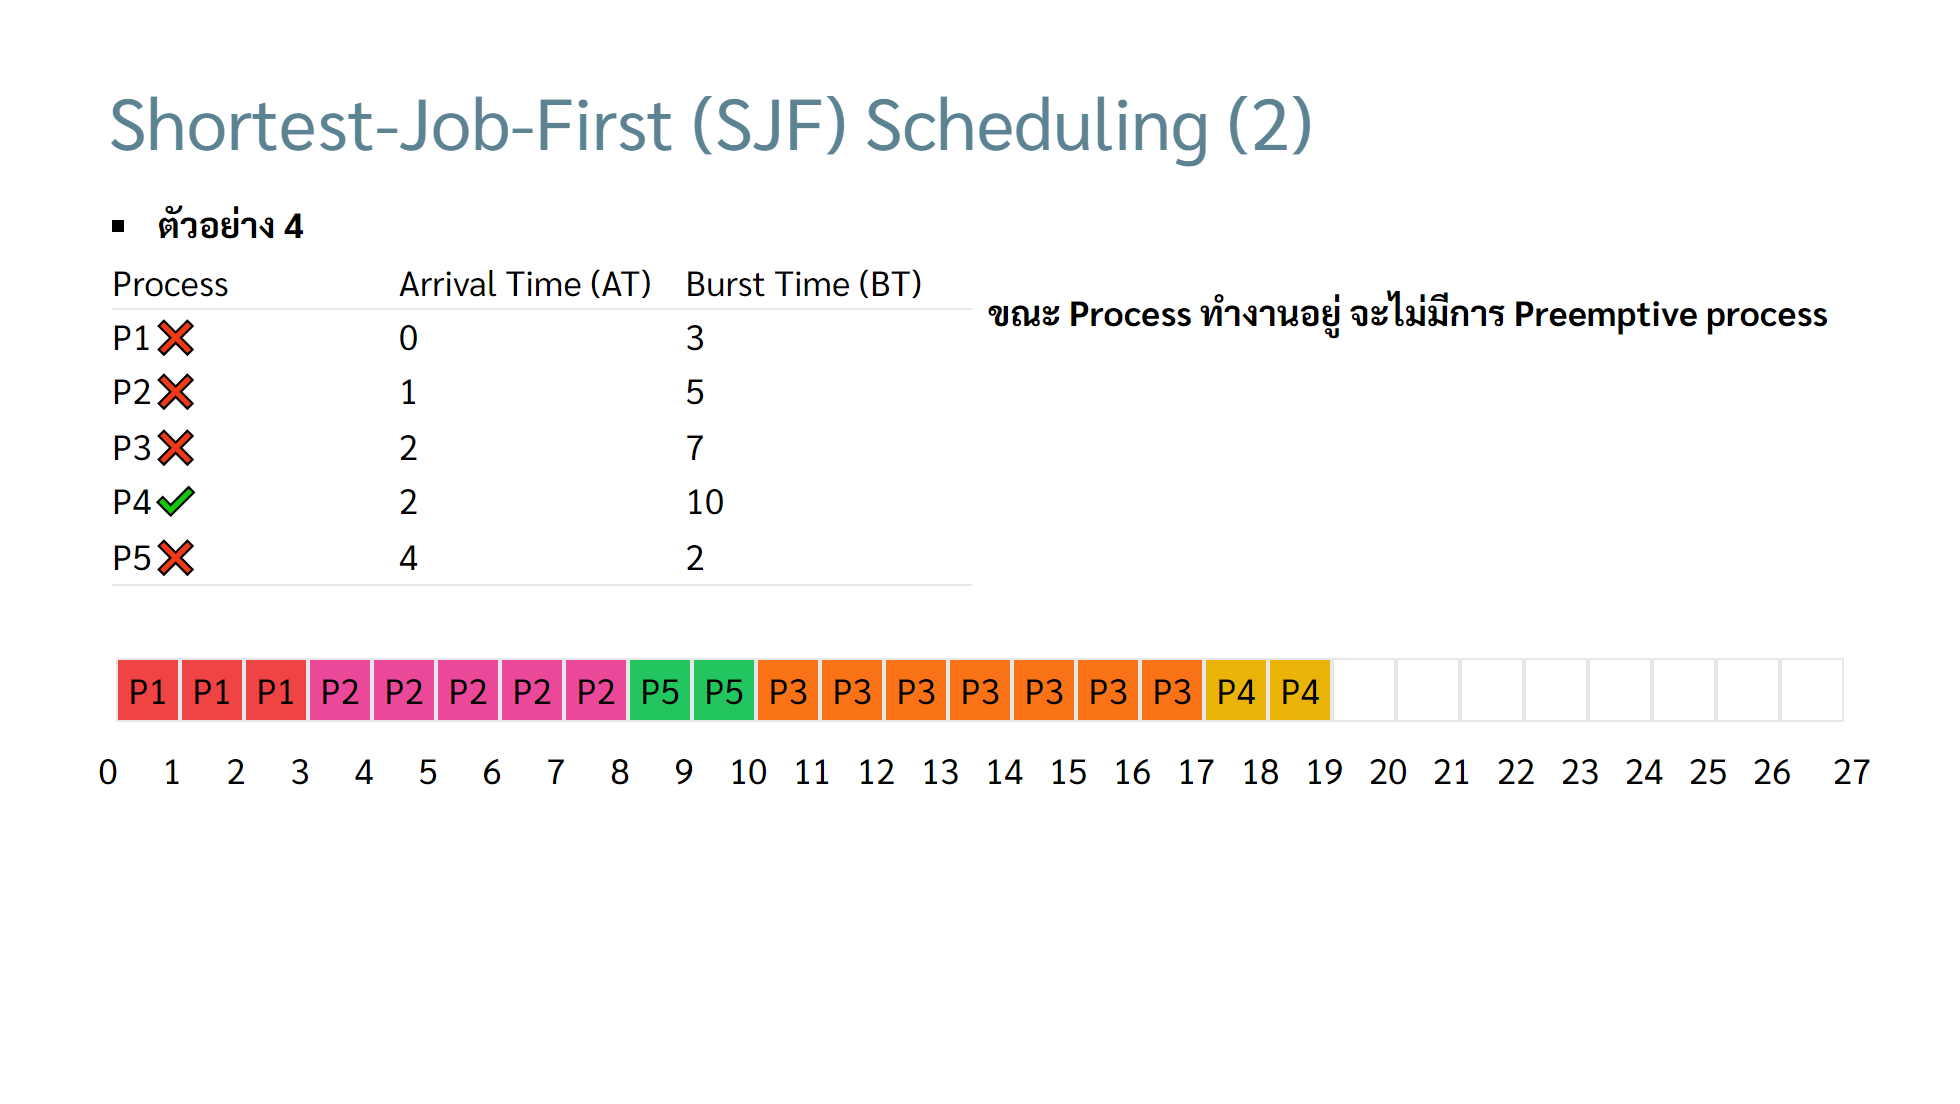 Shortest-Job-First (SJF) Scheduling (2)
▪ ตัวอย่าง 4
Process Arrival Time (AT) Burst Time (BT)
ขณะ Process ทำงานอยู่ จะไม่มีการ Preemptive process
P1 0 3
P2 1 5
P3 2 7
P4 2 10
P5 4 2
P1 P1 P1 P2 P2 P2 P2 P2 P5 P5 P3 P3 P3 P3 P3 P3 P3 P4 P4
0 1 2 3 4 5 6 7 8 9 10 11 12 13 14 15 16 17 18 19 20 21 22 23 24 25 26 27